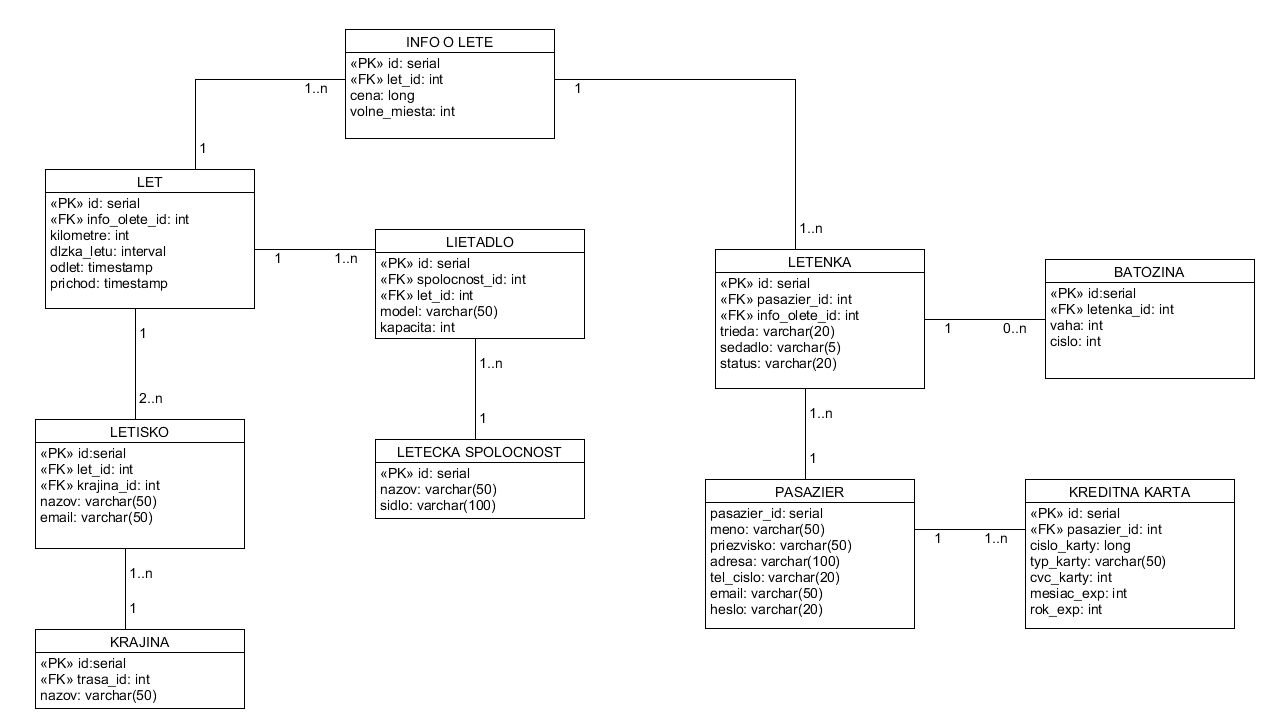 INFO O LETE
«PK» id: serial
«FK» let_id: int
cena: long
volne_miesta: int
1..n
1
1
1..n
LET
«PK» id: serial
«FK» info_olete_id: int
kilometre: int
dlzka_letu: interval
odlet: timestamp
prichod: timestamp
1
1..n
LIETADLO
«PK» id: serial
«FK» spolocnost_id: int
«FK» let_id: int
model: varchar(50)
kapacita: int
LETENKA
«PK» id: serial
«FK» pasazier_id: int
«FK» info_olete_id: int
trieda: varchar(20)
sedadlo: varchar(5)
status: varchar(20)
1
0..n
BATOZINA
«PK» id:serial
«FK» letenka_id: int
vaha: int
cislo: int
1
2..n
1..n
1
1..n
1
LETISKO
«PK» id:serial
«FK» let_id: int
«FK» krajina_id: int
nazov: varchar(50)
email: varchar(50)
LETECKA SPOLOCNOST
«PK» id: serial
nazov: varchar(50)
sidlo: varchar(100)
PASAZIER
pasazier_id: serial
meno: varchar(50)
priezvisko: varchar(50)
adresa: varchar(100)
tel_cislo: varchar(20)
email: varchar(50)
heslo: varchar(20)
1
1..n
KREDITNA KARTA
«PK» id: serial
«FK» pasazier_id: int
cislo_karty: long
typ_karty: varchar(50)
cvc_karty: int
mesiac_exp: int
rok_exp: int
1..n
1
KRAJINA
«PK» id:serial
«FK» trasa_id: int
nazov: varchar(50)